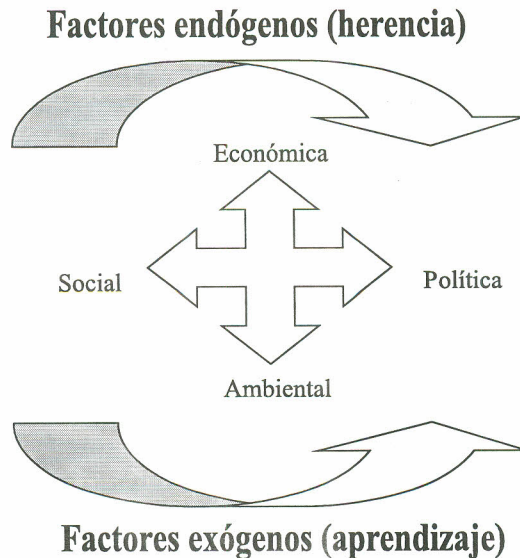 Factores endógenos (herencia)
Económica
Social
Política
Ambiental
Factores exógenos (aprendizaje)